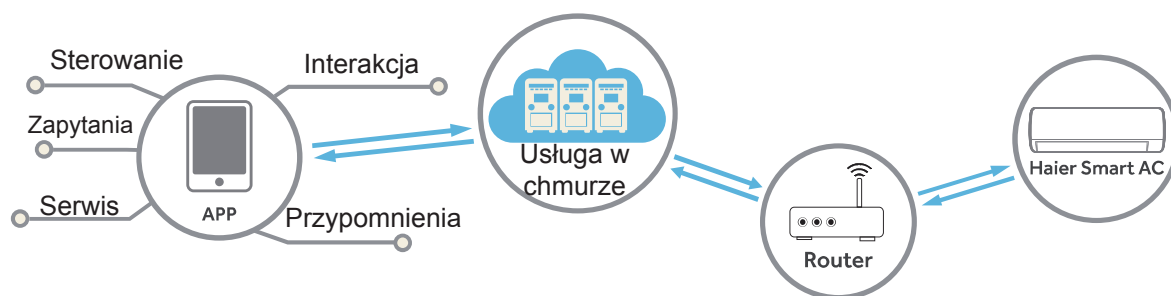 Sterowanie
Interakcja
Zapytania
Serwis
APP
Przypomnienia
Usługa w
chmurze
Router
Haier Smart AC